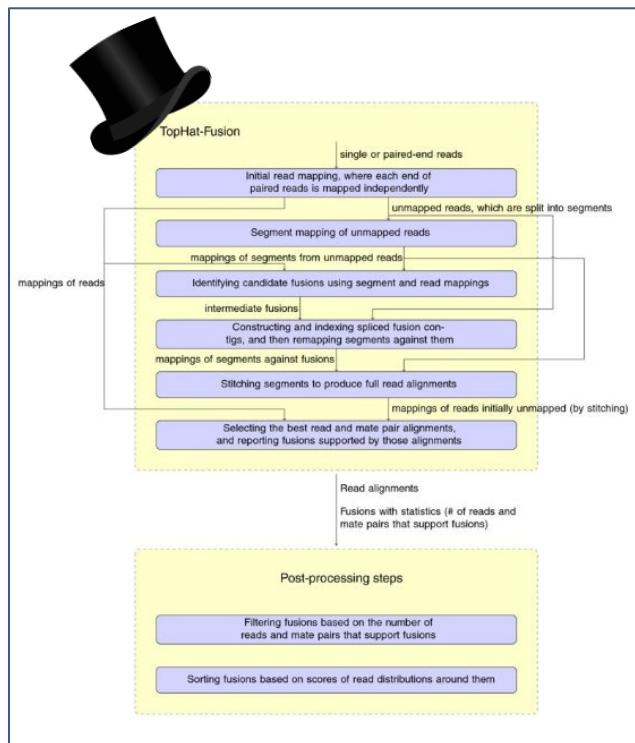 TopHat-Fusion
single or paired-end reads
Initial read mapping, where each end of
paired reads is mapped independently
unmapped reads, which are split into segments
Segment mapping of unmapped reads
mappings of segments from unmapped reads
mappings of reads
Identifying candidate fusions using segment and read mappings
intermediate fusions
Constructing and indexing spliced fusion con-
tigs, and then remapping segments against them
mappings of segments against fusions
Stitching segments to produce full read alignments
mappings of reads initially unmapped (by stitching)
Selecting the best read and mate pair alignments,
and reporting fusions supported by those alignments
Read alignments
Fusions with statistics (# of reads and
mate pairs that support fusions)
Post-processing steps
Filtering fusions based on the number of
reads and mate pairs that support fusions
Sorting fusions based on scores of read distributions around them